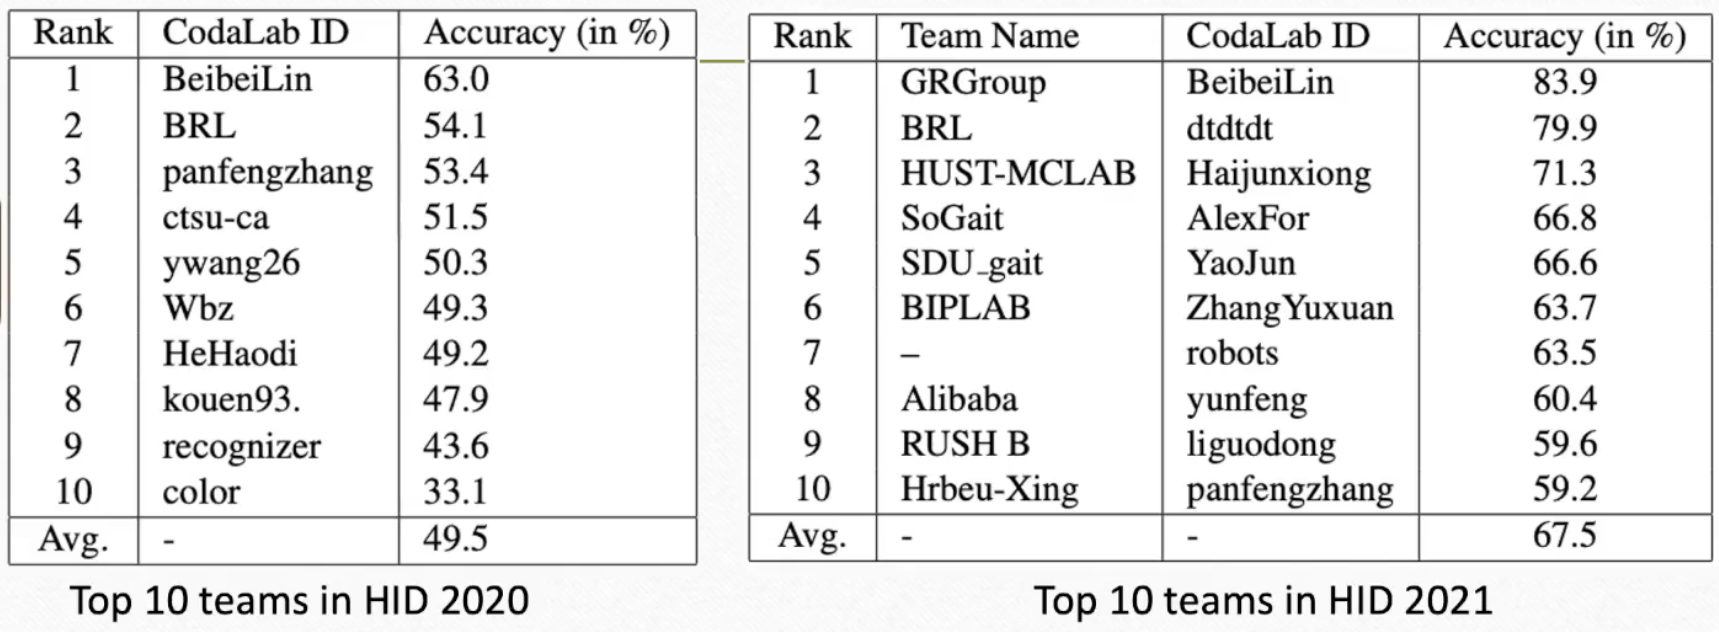 Rank CodaLab ID Accuracy (in %)
1 BeibeiLin 63.0
2 BRL 54.1
3 panfengzhang 53.4
4 ctsu-ca 51.5
5 ywang26 50.3
6 Wbz 49.3
7 HeHaodi 49.2
8 kouen93. 47.9
9 recognizer 43.6
10 color 33.1
Avg. - 49.5
Top 10 teams in HID 2020
Rank Team Name CodaLab ID Accuracy (in %)
1 GRGroup BeibeiLin 83.9
2 BRL dtdtdt 79.9
3 HUST-MCLAB Haijunxiong 71.3
4 SoGait AlexFor 66.8
5 SDU_gait YaoJun 66.6
6 BIPLAB ZhangYuxuan 63.7
7 – robots 63.5
8 Alibaba yunfeng 60.4
9 RUSH B liguodong 59.6
10 Hrbeu-Xing panfengzhang 59.2
Avg. - - 67.5
Top 10 teams in HID 2021